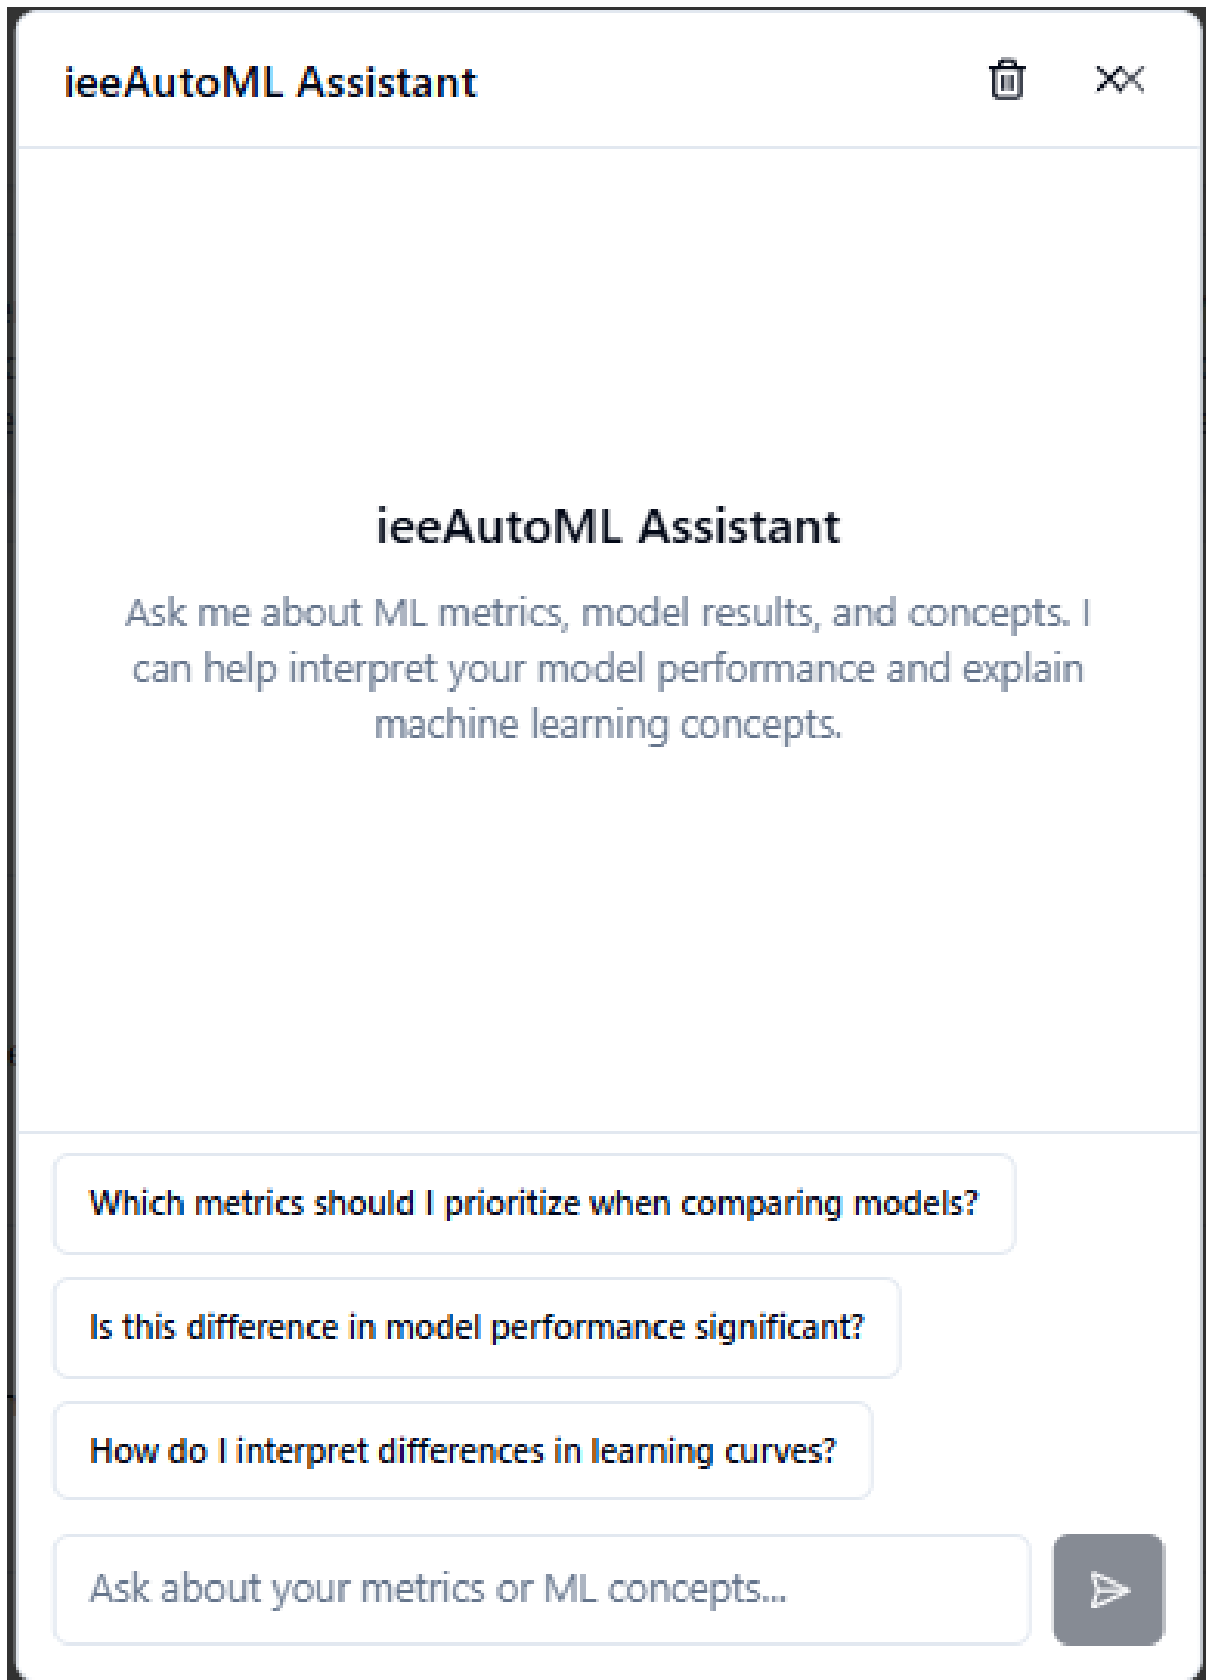 ieeAutoML Assistant
ieeAutoML Assistant
Ask me about ML metrics, model results, and concepts. I
can help interpret your model performance and explain
machine learning concepts.
Which metrics should I prioritize when comparing models?
Is this difference in model performance significant?
How do I interpret differences in learning curves?
Ask about your metrics or ML concepts...